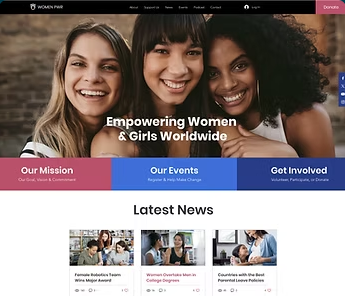 WOMEN PWR
About
Support Us
News
Events
Podcast
Contact
Log In
Donate
Empowering Women
& Girls Worldwide
Our Mission
Our Goal, Vision & Commitment
Our Events
Register & Help Make Change
Get Involved
Volunteer, Participate, or Donate
Latest News
Female Robotics Team
Wins Major Award
Women Overtake Men in
College Degrees
Countries with the Best
Parental Leave Policies